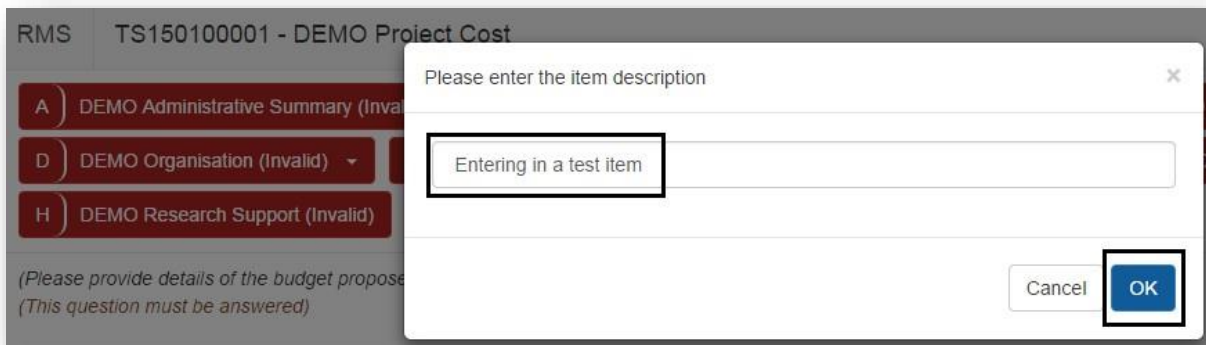 RMS TS150100001 - DEMO Project Cost
Please enter the item description ×
A DEMO Administrative Summary (Inval
Entering in a test item
D DEMO Organisation (Invalid)
H DEMO Research Support (Invalid)
(Please provide details of the budget propose
(This question must be answered)
Cancel OK